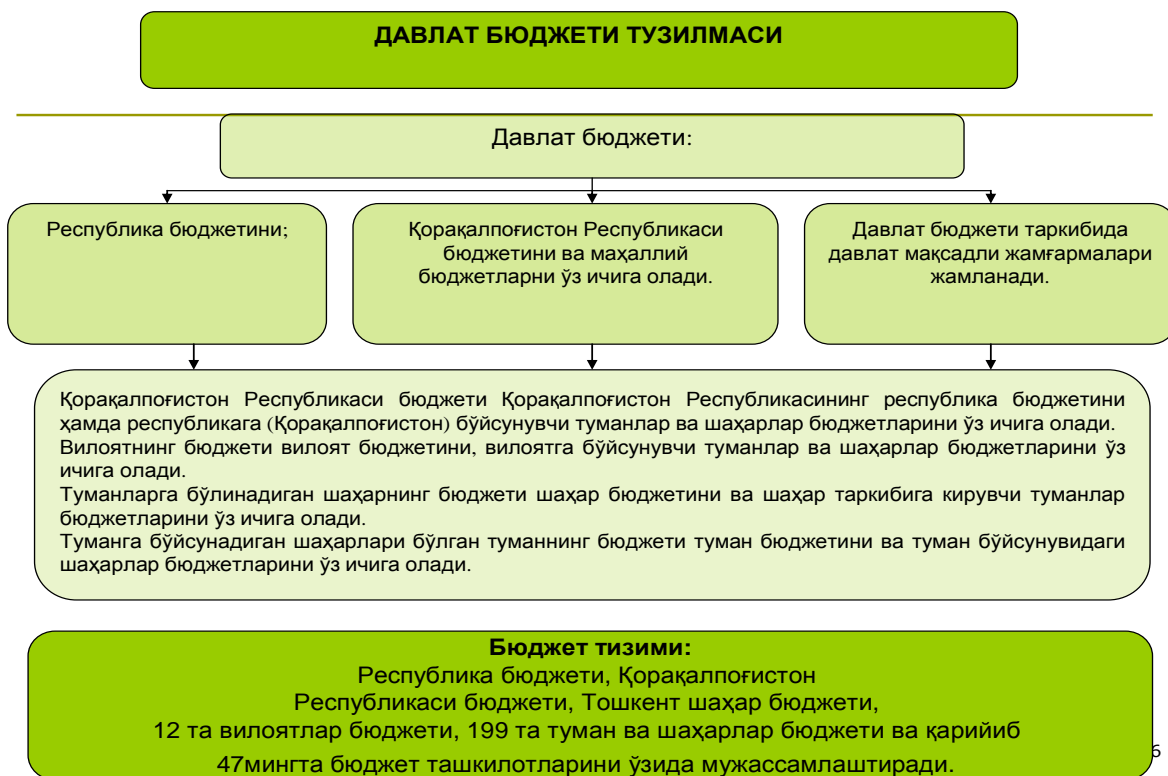 ДАВЛАТ БЮДЖЕТИ ТУЗИЛМАСИ
Давлат бюджети:
Республика бюджетини;
Қорақалпоғистон Республикаси
бюджетини ва маҳаллий
бюджетларни ўз ичига олади.
Давлат бюджети таркибида
давлат мақсадли жамғармалари
жамланади.
Қорақалпоғистон Республикаси бюджети Қорақалпоғистон Республикасининг республика бюджетини
ҳамда республикага (Қорақалпоғистон) бўйсунувчи туманлар ва шаҳарлар бюджетларини ўз ичига олади.
Вилоятнинг бюджети вилоят бюджетини, вилоятга бўйсунувчи туманлар ва шаҳарлар бюджетларини ўз
ичига олади.
Туманларга бўлинадиган шаҳарнинг бюджети шаҳар бюджетини ва шаҳар таркибига кирувчи туманлар
бюджетларини ўз ичига олади.
Туманга бўйсунадиган шаҳарлари бўлган туманнинг бюджети туман бюджетини ва туман бўйсунувидаги
шаҳарлар бюджетларини ўз ичига олади.
Бюджет тизими:
Республика бюджети, Қорақалпоғистон
Республикаси бюджети, Тошкент шаҳар бюджети,
12 та вилоятлар бюджети, 199 та туман ва шаҳарлар бюджети ва қарийиб
47мингта бюджет ташкилотларини ўзида мужассамлаштиради.
6